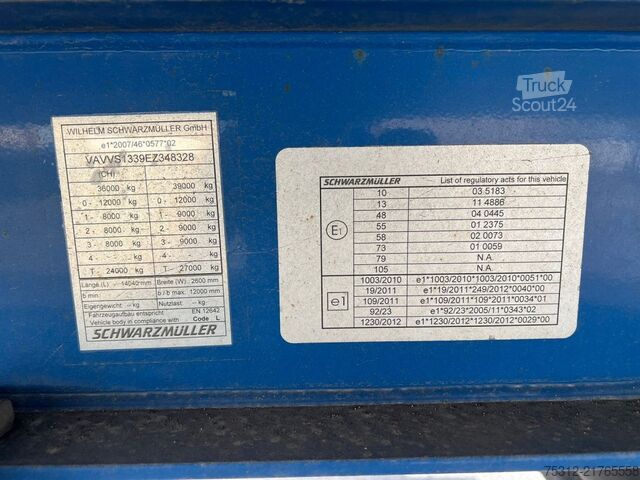 Truck
Scout24
WILHELM SCHWARZMÜLLER GmbH
e1*2007/46*0577*02
VAVVS1339EZ348328
(CH)
36000 kg 39000 kg
0 - 12000 kg 0 - 12000 kg
1 - 8000 kg 1 - 9000 kg
2 - 8000 kg 2 - 9000 kg
3 - 8000 kg 3 - 9000 kg
4 - -.- kg 4 - -.- kg
T - 24000 kg T - 27000 kg
Länge (L) - 14040 mm Breite (W) - 2600 mm
b min: b / b max: 12000 mm
Eigengewicht: -- kg Nutzlast: -- kg
Fahrzeugaufbau entspricht EN 12642
Vehicle body in compliance with Code L
SCHWARZMÜLLER
SCHWARZMÜLLER List of regulatory acts for this vehicle
E1
10 03 5183
13 11 4886
48 04 0445
55 01 2375
58 02 0073
73 01 0059
79 N.A.
105 N.A.
e1
1003/2010 e1*1003/2010*1003/2010*0051*00
19/2011 e1*19/2011*249/2012*0040*00
109/2011 e1*109/2011*109*2011*0034*01
92/23 e1*92/23*2005/11*0343*02
1230/2012 e1*1230/2012*1230/2012*0029*00
75312-21765558